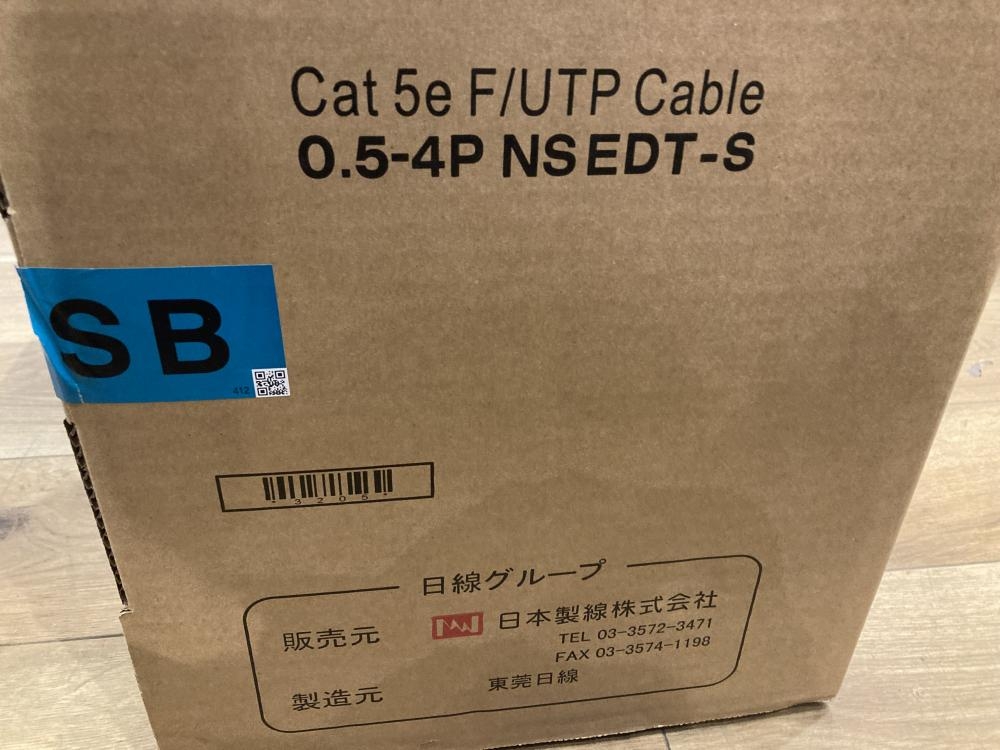 Cat 5e F/UTP Cable
0.5-4P NSEDT-S
SB
412
*3205*
日線グループ
販売元 日本製線株式会社
TEL 03-3572-3471
FAX 03-3574-1198
製造元 東莞日線